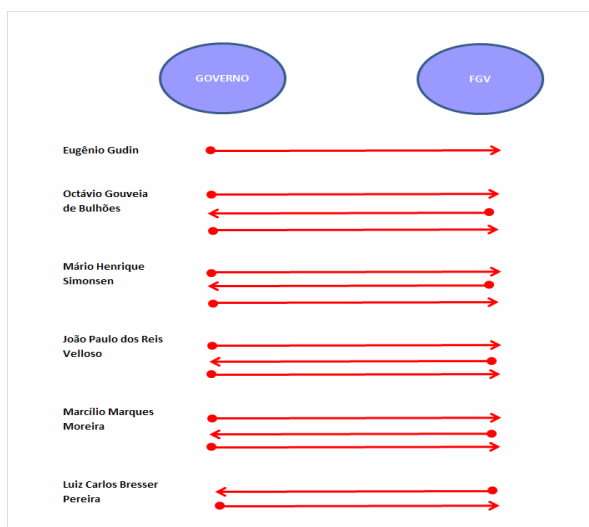 GOVERNO
FGV
Eugênio Gudin
Octávio Gouveia
de Bulhões
Mário Henrique
Simonsen
João Paulo dos Reis
Velloso
Marcílio Marques
Moreira
Luiz Carlos Bresser
Pereira